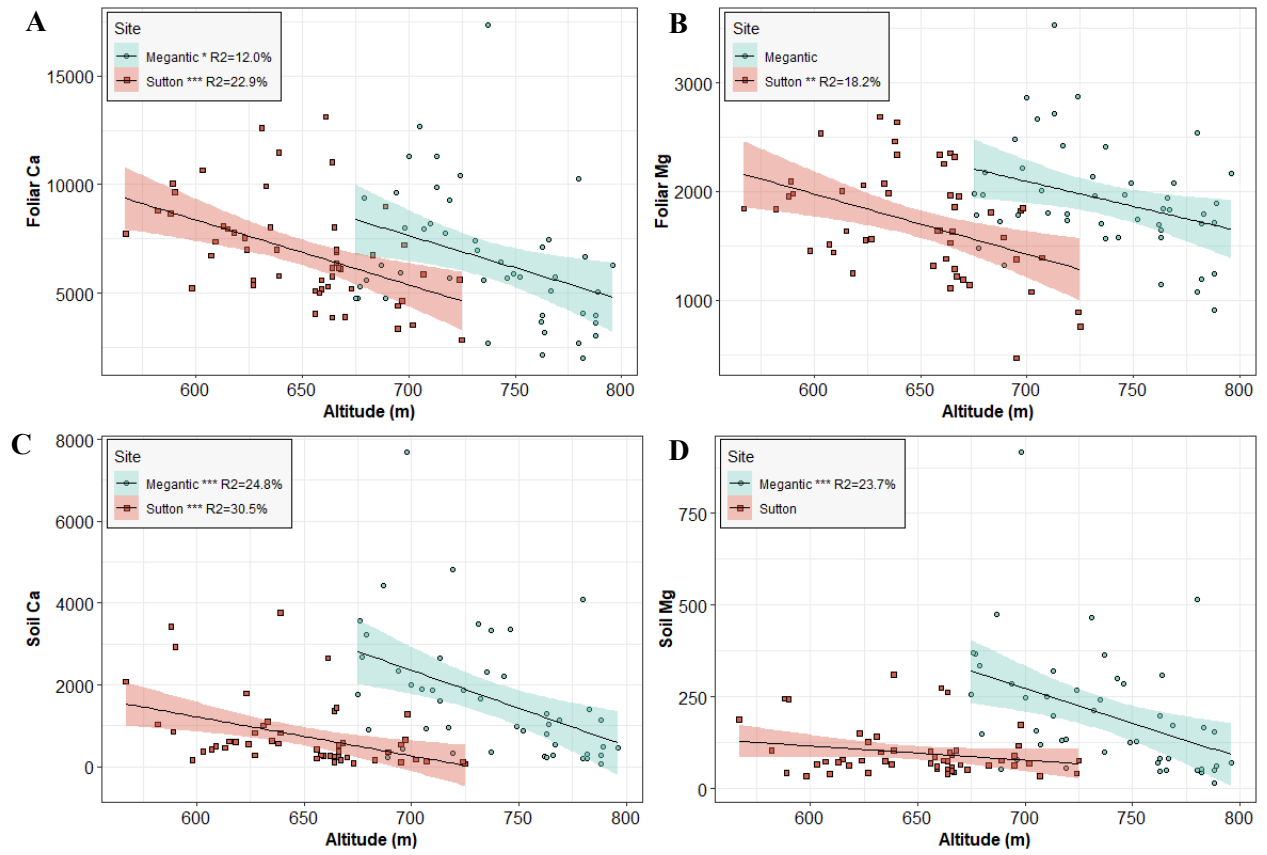 A
Site
Megantic * R2=12.0%
Sutton *** R2=22.9%
15000
10000
5000
Foliar Ca
600
650
700
750
800
Altitude (m)
B
Site
Megantic
Sutton ** R2=18.2%
3000
2000
1000
Foliar Mg
600
650
700
750
800
Altitude (m)
C
Site
Megantic *** R2=24.8%
Sutton *** R2=30.5%
8000
6000
4000
2000
0
Soil Ca
600
650
700
750
800
Altitude (m)
D
Site
Megantic *** R2=23.7%
Sutton
750
500
250
0
Soil Mg
600
650
700
750
800
Altitude (m)